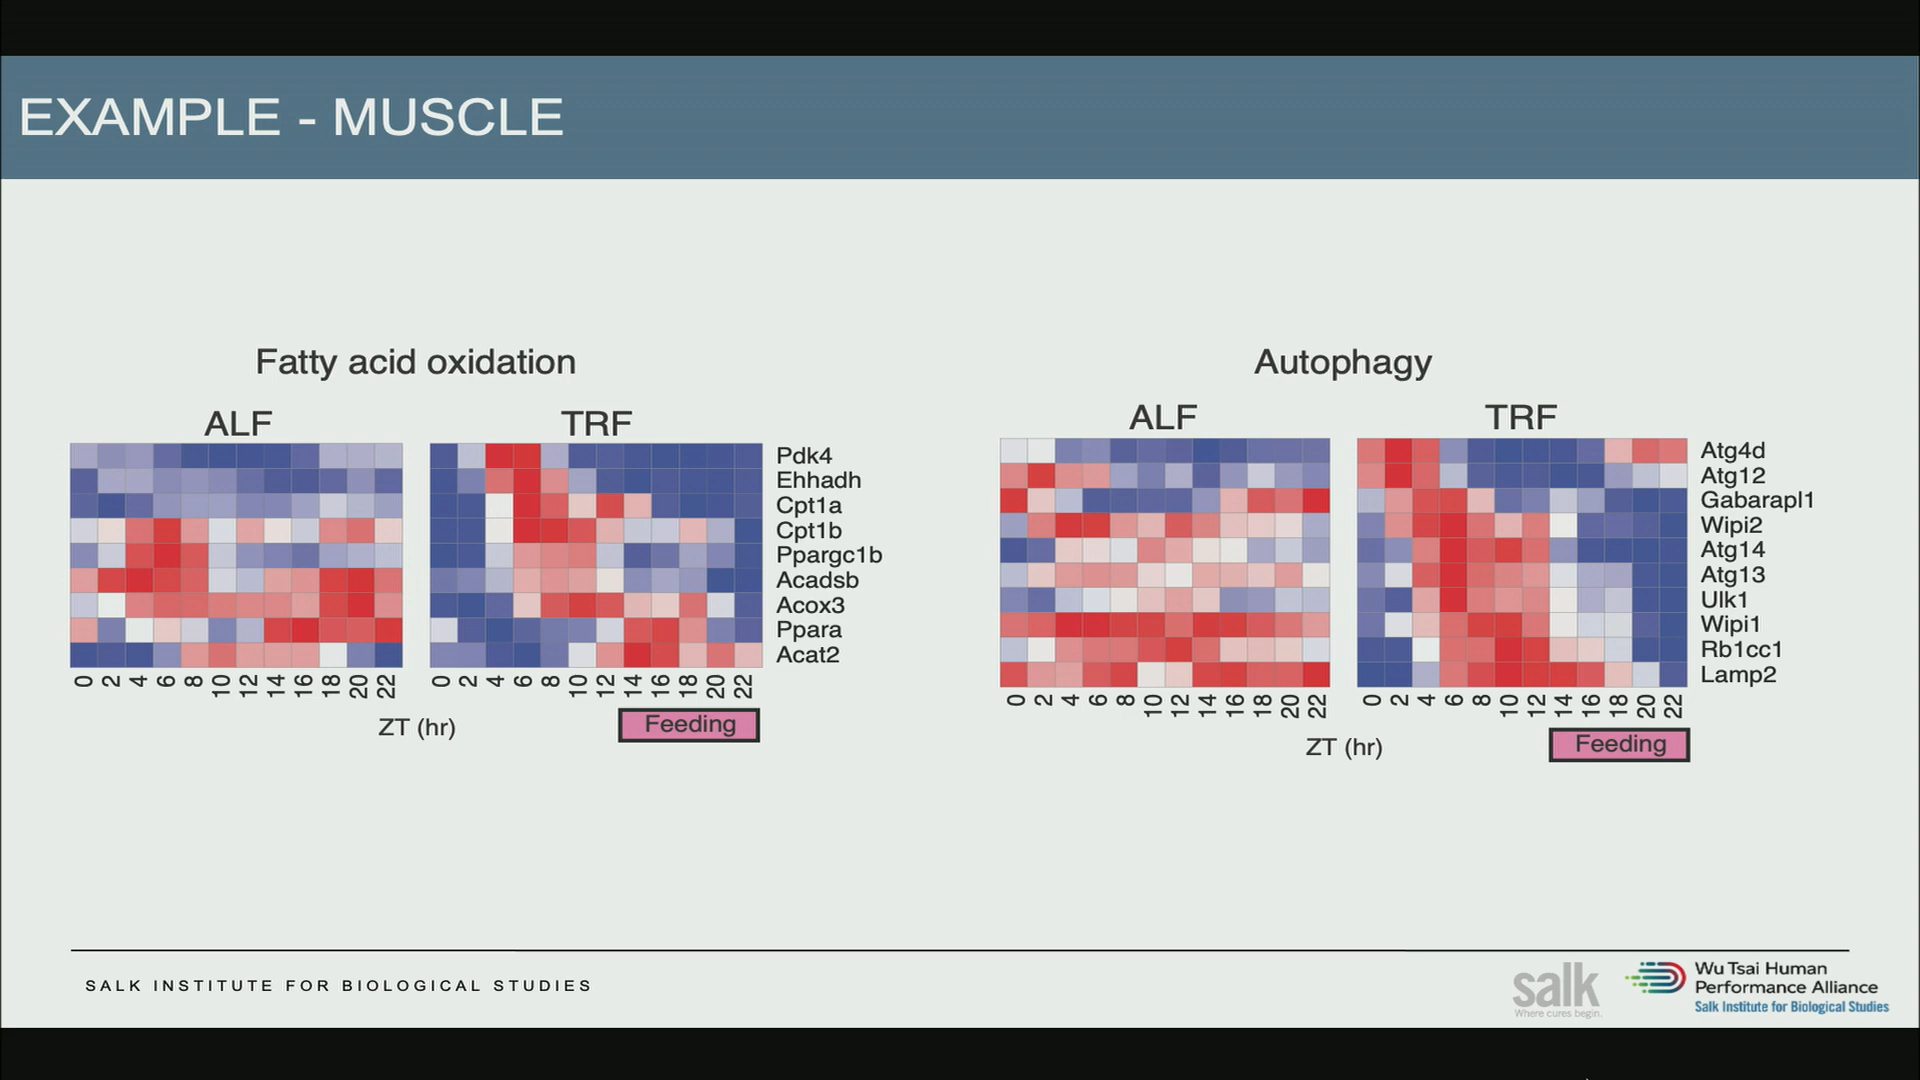 EXAMPLE - MUSCLE
Fatty acid oxidation
ALF
TRF
Pdk4
Ehhadh
Cpt1a
Cpt1b
Ppargc1b
Acadsb
Acox3
Ppara
Acat2
0 2 4 6 8 10 12 14 16 18 20 22
0 2 4 6 8 10 12 14 16 18 20 22
ZT (hr)
Feeding
Autophagy
ALF
TRF
Atg4d
Atg12
Gabarapl1
Wipi2
Atg14
Atg13
Ulk1
Wipi1
Rb1cc1
Lamp2
0 2 4 6 8 10 12 14 16 18 20 22
0 2 4 6 8 10 12 14 16 18 20 22
ZT (hr)
Feeding
SALK INSTITUTE FOR BIOLOGICAL STUDIES
salk
Where cures begin.
Wu Tsai Human
Performance Alliance
Salk Institute for Biological Studies